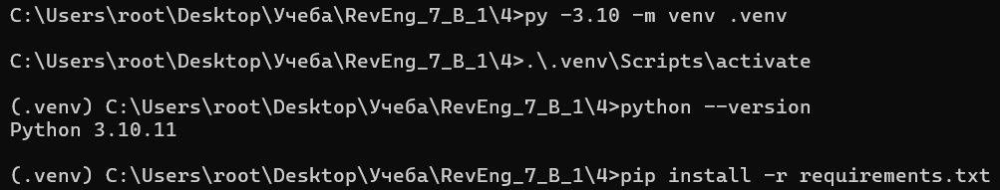 C:\Users\root\Desktop\Учеба\RevEng_7_B_1\4>py -3.10 -m venv .venv
C:\Users\root\Desktop\Учеба\RevEng_7_B_1\4>.\.venv\Scripts\activate
(.venv) C:\Users\root\Desktop\Учеба\RevEng_7_B_1\4>python --version
Python 3.10.11
(.venv) C:\Users\root\Desktop\Учеба\RevEng_7_B_1\4>pip install -r requirements.txt